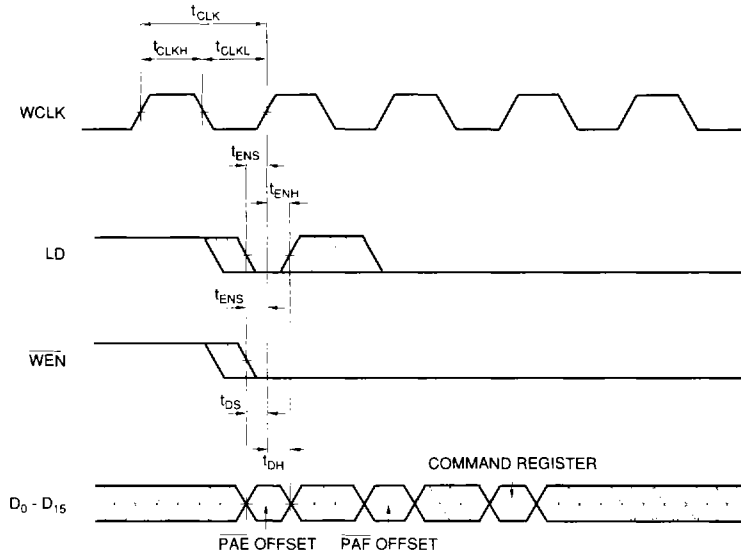 tCLK
tCLKH
tCLKL
WCLK
tENS
tENH
LD
tENS
WEN
tDS
tDH
COMMAND REGISTER
D0 - D15
PAE OFFSET
PAF OFFSET